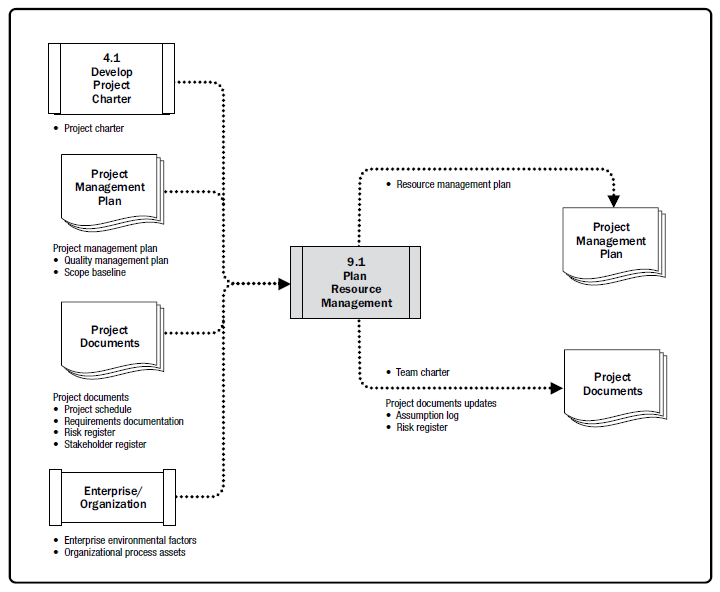 4.1
Develop
Project
Charter
• Project charter
Project
Management
Plan
Project management plan
• Quality management plan
• Scope baseline
Project
Documents
Project documents
• Project schedule
• Requirements documentation
• Risk register
• Stakeholder register
Enterprise/
Organization
• Enterprise environmental factors
• Organizational process assets
9.1
Plan
Resource
Management
• Resource management plan
Project
Management
Plan
• Team charter
Project documents updates
• Assumption log
• Risk register
Project
Documents